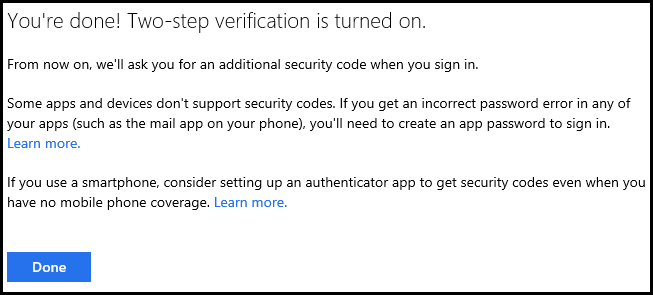 You're done! Two-step verification is turned on.
From now on, we'll ask you for an additional security code when you sign in.
Some apps and devices don't support security codes. If you get an incorrect password error in any of
your apps (such as the mail app on your phone), you'll need to create an app password to sign in.
Learn more.
If you use a smartphone, consider setting up an authenticator app to get security codes even when you
have no mobile phone coverage. Learn more.
Done